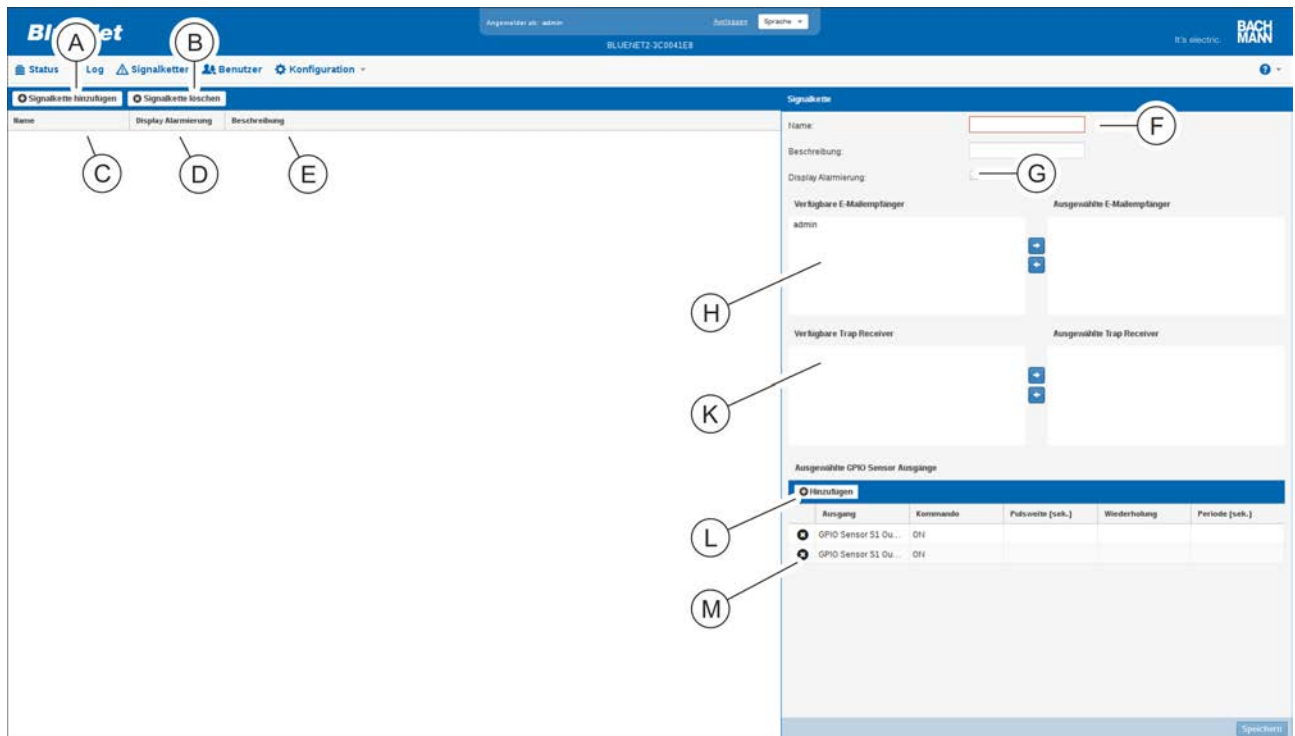 Angemeldet als: admin
Sprache
BACH
MANN
It's electric.
BLUENET2-3C0041E8
A
B
Status
Log
Signalketten
Benutzer
Konfiguration
?
Signalkette hinzufügen
Signalkette löschen
Signalkette
Name
Display Alarmierung
Beschreibung
Name:
F
Beschreibung:
C
D
E
Display Alarmierung:
G
Verfügbare E-Mailempfänger
Ausgewählte E-Mailempfänger
admin
H
Verfügbare Trap Receiver
Ausgewählte Trap Receiver
K
Ausgewählte GPIO Sensor Ausgänge
Hinzufügen
Ausgang
Kommando
Pulsweite [sek.]
Wiederholung
Periode [sek.]
L
GPIO Sensor S1 Ou...
ON
GPIO Sensor S1 Ou...
ON
M
Speichern